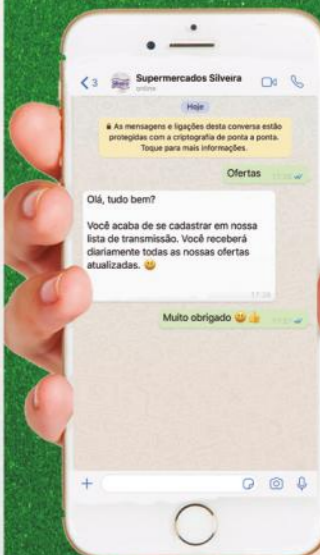 3
Supermercados Silveira
online
Hoje
As mensagens e ligações desta conversa estão
protegidas com a criptografia de ponta a ponta.
Toque para mais informações.
Ofertas
Olá, tudo bem?
Você acaba de se cadastrar em nossa
lista de transmissão. Você receberá
diariamente todas as nossas ofertas
atualizadas. 😃
17:39
Muito obrigado 😃👍